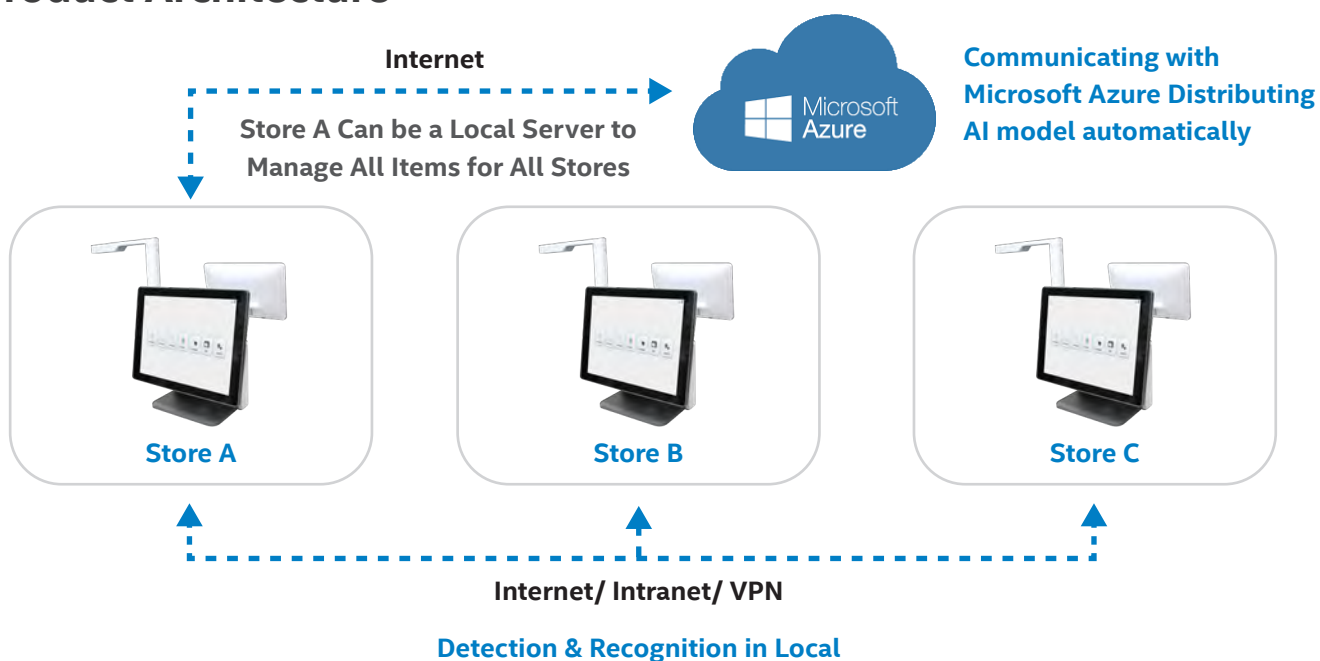 Product Architecture
Internet
Store A Can be a Local Server to
Manage All Items for All Stores
Microsoft
Azure
Communicating with
Microsoft Azure Distributing
AI model automatically
Store A
Store B
Store C
Internet/ Intranet/ VPN
Detection & Recognition in Local